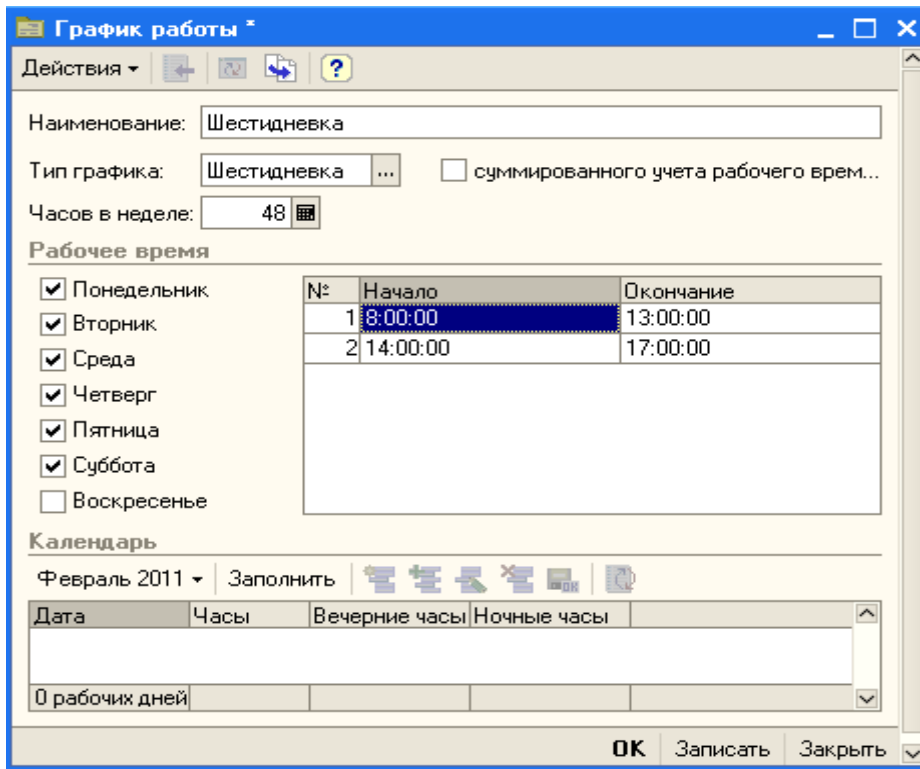 График работы *
Действия
Наименование: Шестидневка
Тип графика: Шестидневка ... суммированного учета рабочего врем...
Часов в неделе: 48
Рабочее время
Понедельник
Вторник
Среда
Четверг
Пятница
Суббота
Воскресенье
№ Начало Окончание
1 8:00:00 13:00:00
2 14:00:00 17:00:00
Календарь
Февраль 2011 Заполнить
Дата Часы Вечерние часы Ночные часы
0 рабочих дней
OK Записать Закрыть